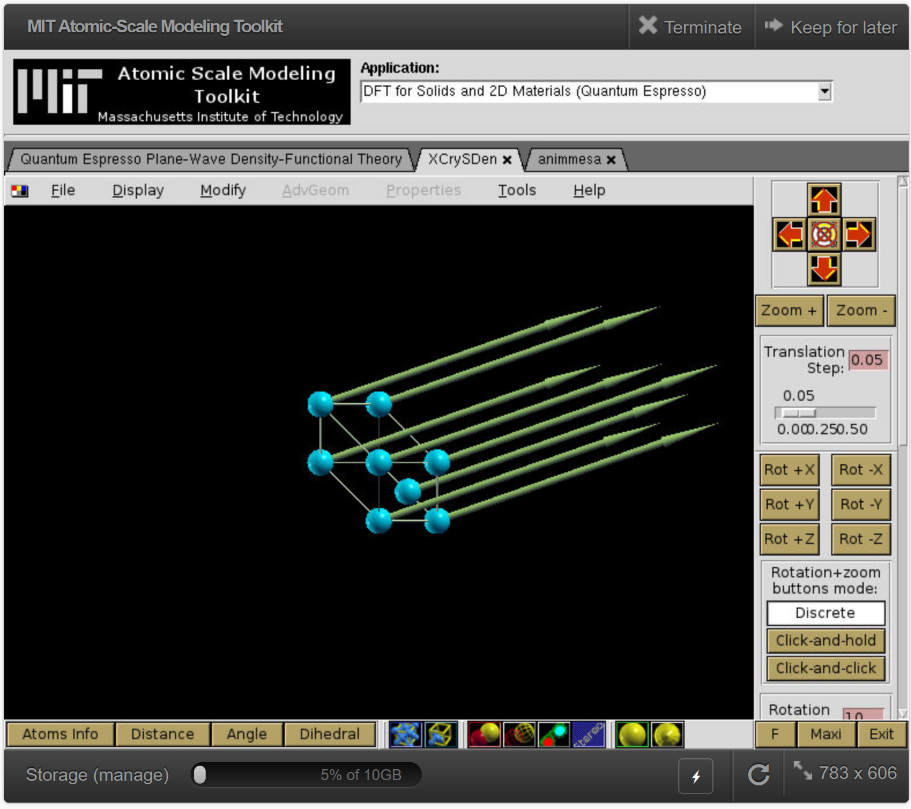 MIT Atomic-Scale Modeling Toolkit
Terminate
Keep for later
MIT
Atomic Scale Modeling
Toolkit
Massachusetts Institute of Technology
Application:
DFT for Solids and 2D Materials (Quantum Espresso)
Quantum Espresso Plane-Wave Density-Functional Theory
XCrySDen
animmesa
File
Display
Modify
AdvGeom
Properties
Tools
Help
Zoom +
Zoom -
Translation
Step:
0.05
0.05
0.00
0.25
0.50
Rot +X
Rot -X
Rot +Y
Rot -Y
Rot +Z
Rot -Z
Rotation+zoom
buttons mode:
Discrete
Click-and-hold
Click-and-click
Rotation
10
Atoms Info
Distance
Angle
Dihedral
stereo
F
Maxi
Exit
Storage (manage)
5% of 10GB
783 x 606